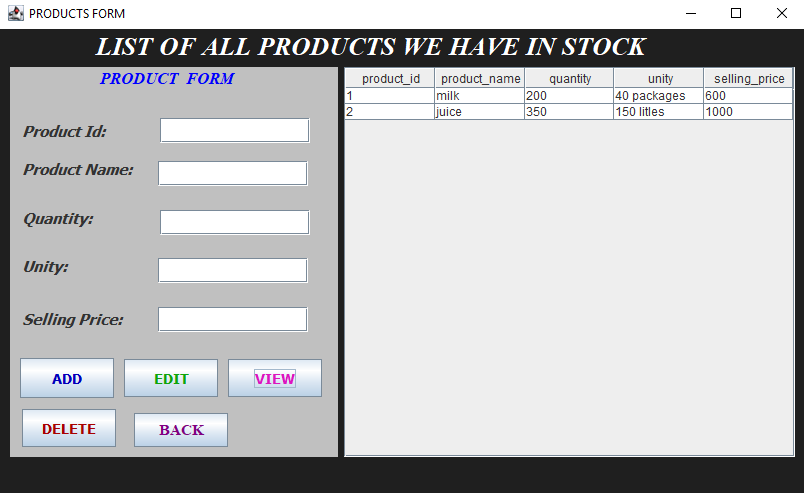 PRODUCTS FORM
LIST OF ALL PRODUCTS WE HAVE IN STOCK
PRODUCT FORM
Product Id:
Product Name:
Quantity:
Unity:
Selling Price:
ADD EDIT VIEW
DELETE BACK
product_id product_name quantity unity selling_price
1 milk 200 40 packages 600
2 juice 350 150 litles 1000